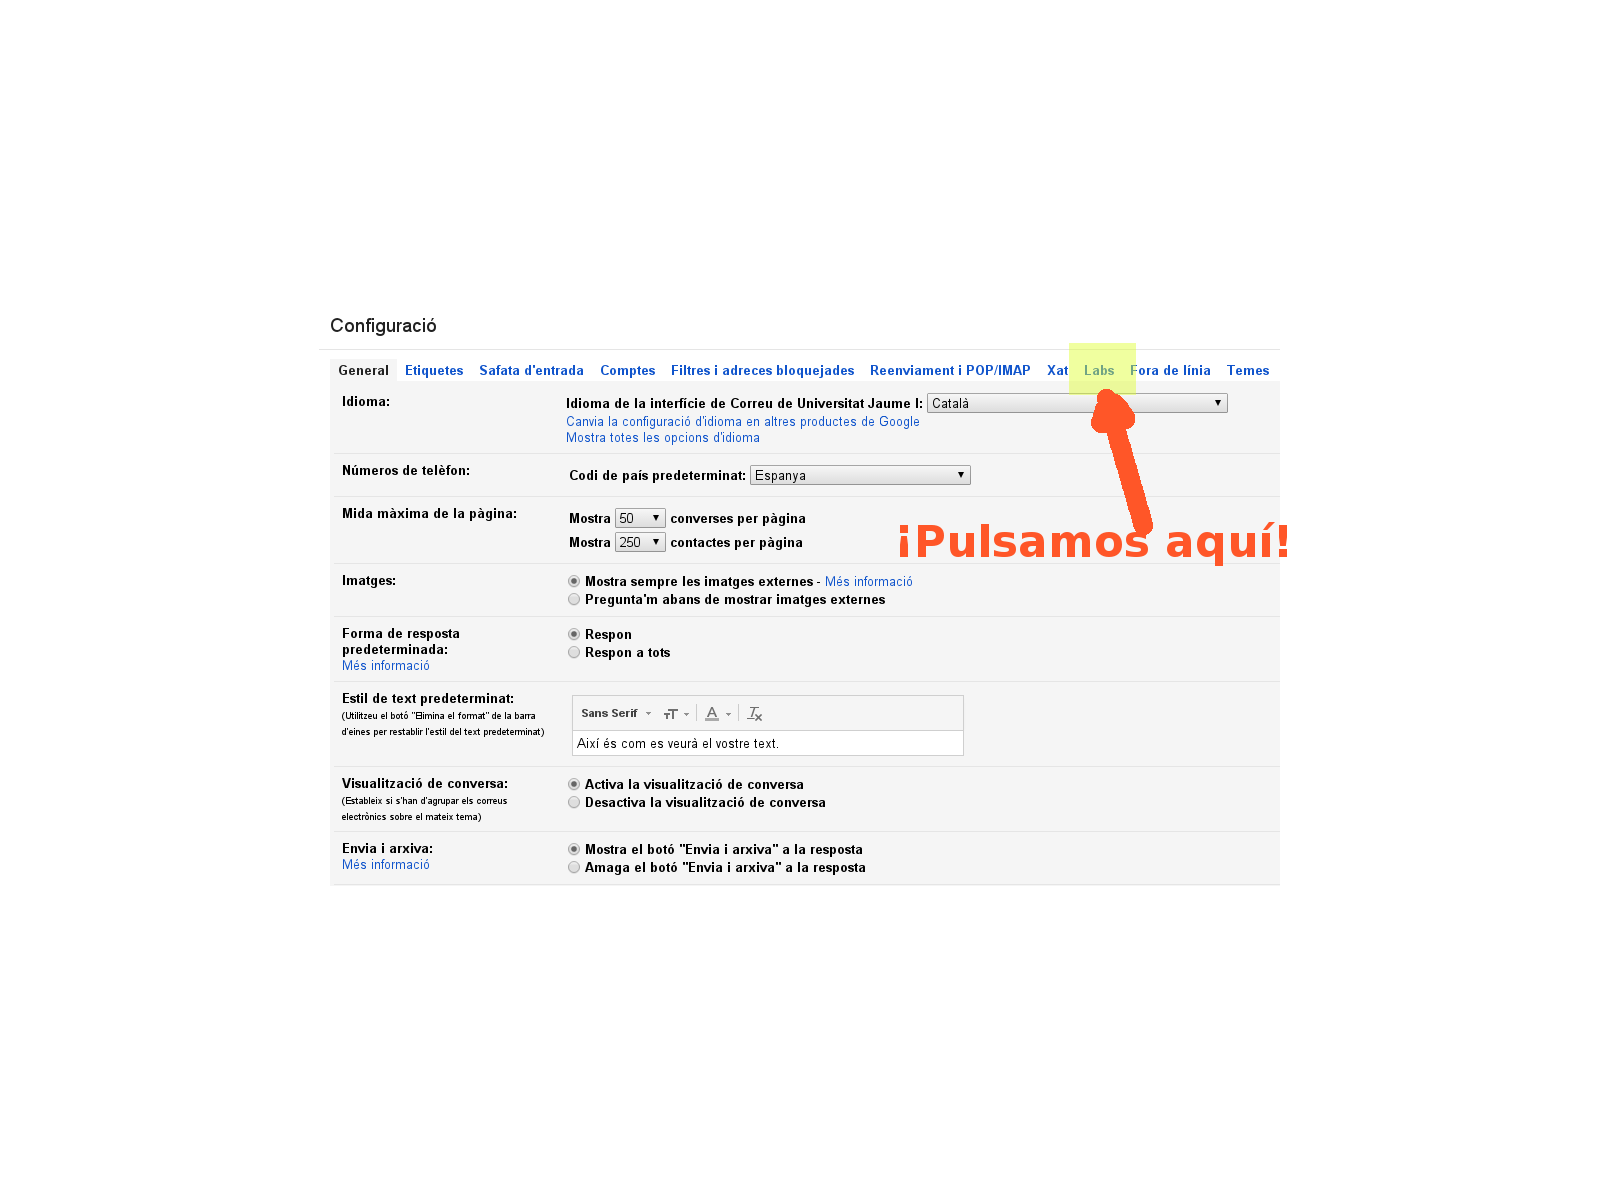 Configuració
General Etiquetes Safata d'entrada Comptes Filtres i adreces bloquejades Reenviament i POP/IMAP Xat Labs Fora de línia Temes
Idioma: Idioma de la interfície de Correu de Universitat Jaume I: Català
Canvia la configuració d'idioma en altres productes de Google
Mostra totes les opcions d'idioma
Números de telèfon: Codi de país predeterminat: Espanya
Mida màxima de la pàgina: Mostra 50 converses per pàgina
Mostra 250 contactes per pàgina
¡Pulsamos aquí!
Imatges: Mostra sempre les imatges externes - Més informació
Pregunta'm abans de mostrar imatges externes
Forma de resposta Respon
predeterminada: Respon a tots
Més informació
Estil de text predeterminat:
(Utilitzeu el botó "Elimina el format" de la barra
d'eines per restablir l'estil del text predeterminat)
Sans Serif
Així és com es veurà el vostre text.
Visualització de conversa: Activa la visualització de conversa
(Estableix si s'han d'agrupar els correus Desactiva la visualització de conversa
electrònics sobre el mateix tema)
Envia i arxiva: Mostra el botó "Envia i arxiva" a la resposta
Més informació Amaga el botó "Envia i arxiva" a la resposta